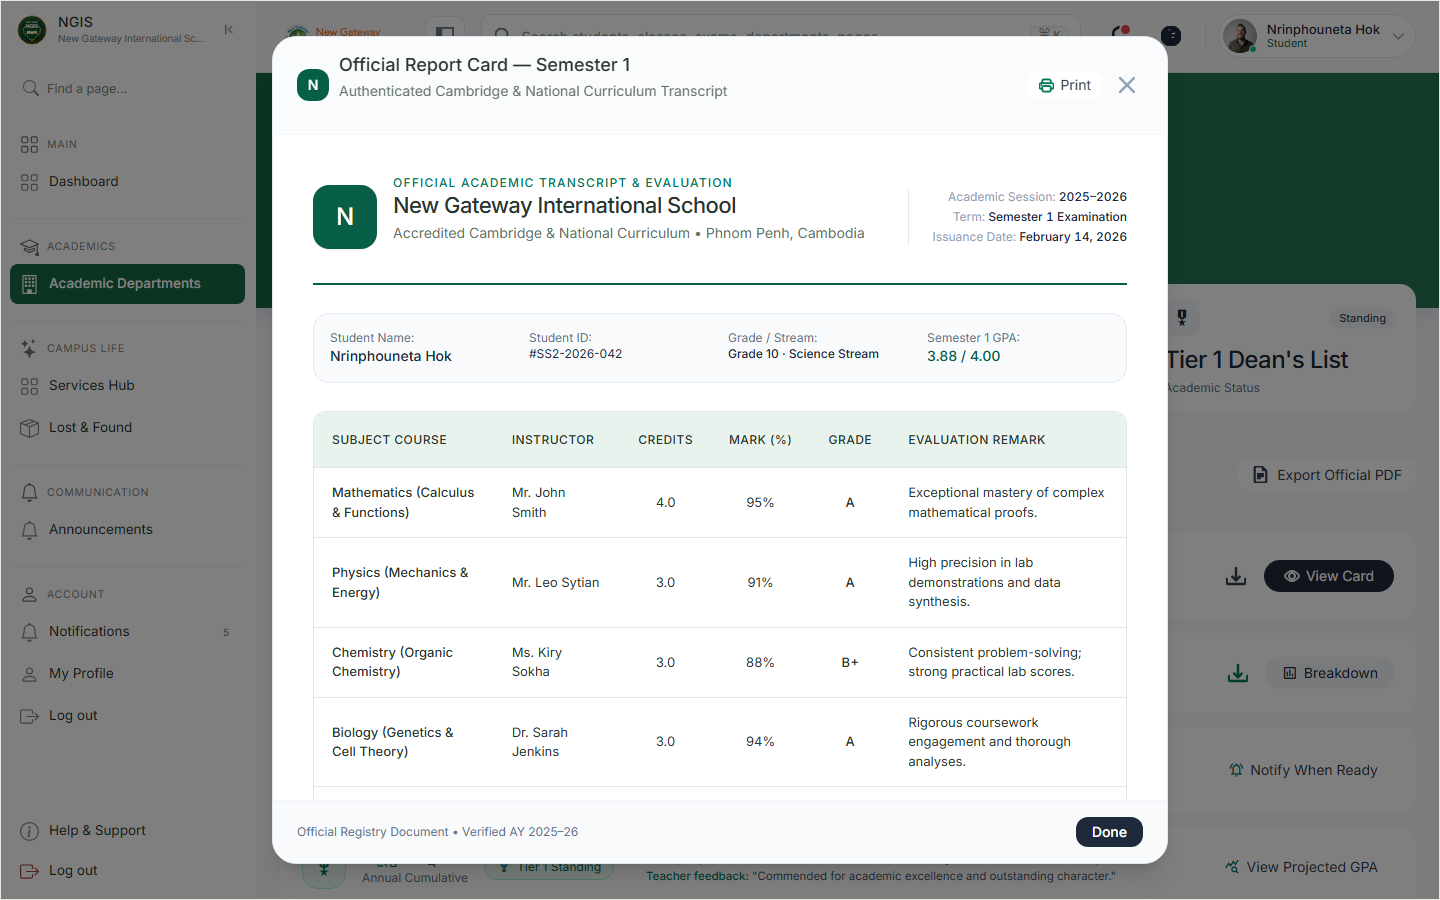 NGIS
New Gateway International Sc...
Find a page...
MAIN
Dashboard
ACADEMICS
Academic Departments
CAMPUS LIFE
Services Hub
Lost & Found
COMMUNICATION
Announcements
ACCOUNT
Notifications
5
My Profile
Log out
Help & Support
Log out
New Gateway
Search students, classes, exams, departments, pages...
⌘ K
Nrinphouneta Hok
Student
Official Report Card — Semester 1
N
Authenticated Cambridge & National Curriculum Transcript
Print
N
OFFICIAL ACADEMIC TRANSCRIPT & EVALUATION
New Gateway International School
Accredited Cambridge & National Curriculum • Phnom Penh, Cambodia
Academic Session: 2025–2026
Term: Semester 1 Examination
Issuance Date: February 14, 2026
Student Name:
Nrinphouneta Hok
Student ID:
#SS2-2026-042
Grade / Stream:
Grade 10 · Science Stream
Semester 1 GPA:
3.88 / 4.00
SUBJECT COURSE
INSTRUCTOR
CREDITS
MARK (%)
GRADE
EVALUATION REMARK
Mathematics (Calculus
& Functions)
Mr. John
Smith
4.0
95%
A
Exceptional mastery of complex
mathematical proofs.
Physics (Mechanics &
Energy)
Mr. Leo Sytian
3.0
91%
A
High precision in lab
demonstrations and data
synthesis.
Chemistry (Organic
Chemistry)
Ms. Kiry
Sokha
3.0
88%
B+
Consistent problem-solving;
strong practical lab scores.
Biology (Genetics &
Cell Theory)
Dr. Sarah
Jenkins
3.0
94%
A
Rigorous coursework
engagement and thorough
analyses.
Official Registry Document • Verified AY 2025–26
Done
Standing
Tier 1 Dean's List
Academic Status
Export Official PDF
View Card
Breakdown
Notify When Ready
View Projected GPA
Annual Cumulative
Tier 1 Standing
Teacher feedback: "Commended for academic excellence and outstanding character."